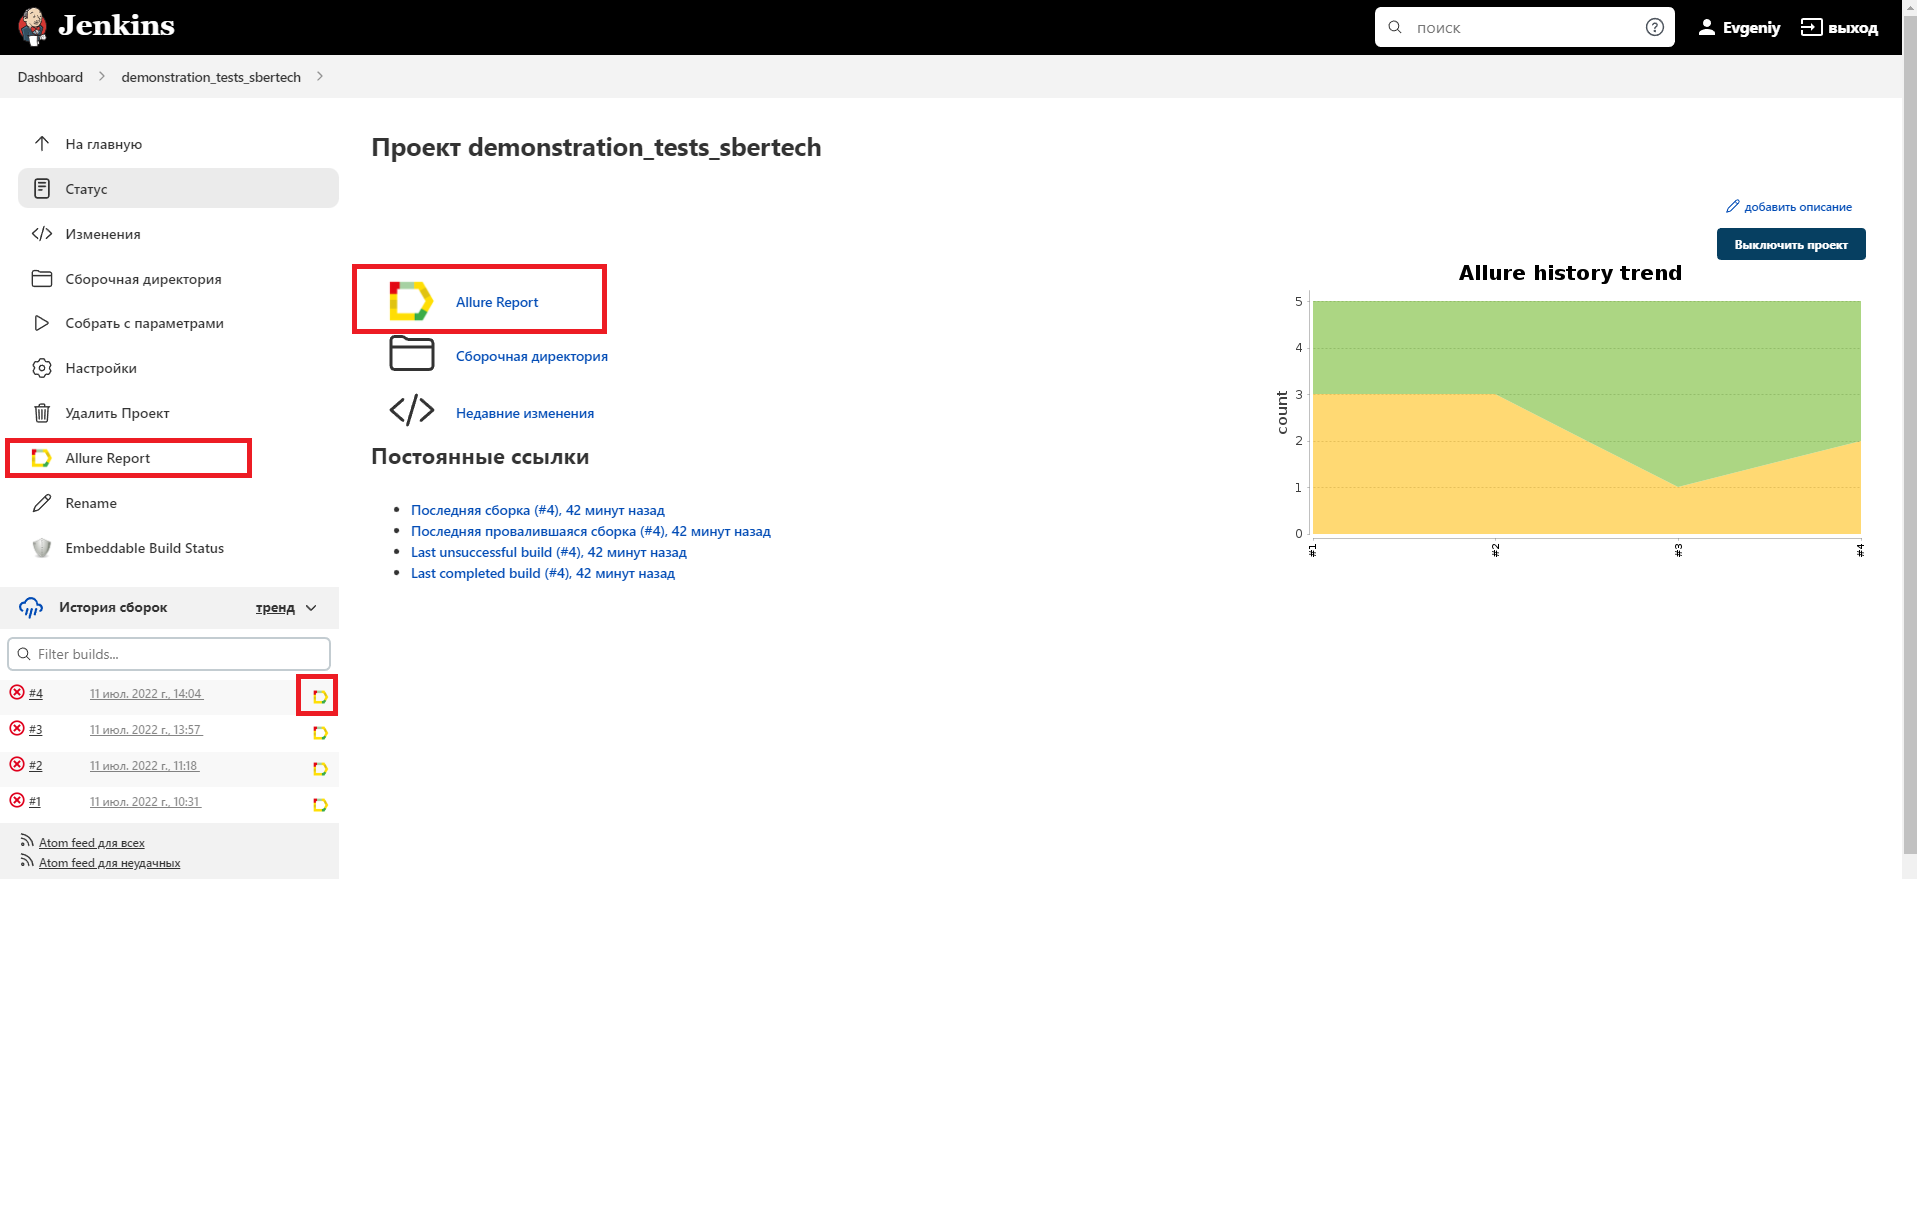 Jenkins
поиск
Evgeniy
выход
Dashboard
demonstration_tests_sbertech
На главную
Статус
Изменения
Сборочная директория
Собрать с параметрами
Настройки
Удалить Проект
Allure Report
Rename
Embeddable Build Status
История сборок
тренд
Filter builds...
#4 11 июл. 2022 г., 14:04
#3 11 июл. 2022 г., 13:57
#2 11 июл. 2022 г., 11:18
#1 11 июл. 2022 г., 10:31
Atom feed для всех
Atom feed для неудачных
Проект demonstration_tests_sbertech
добавить описание
Выключить проект
Allure Report
Сборочная директория
Недавние изменения
Постоянные ссылки
Последняя сборка (#4), 42 минут назад
Последняя провалившаяся сборка (#4), 42 минут назад
Last unsuccessful build (#4), 42 минут назад
Last completed build (#4), 42 минут назад
Allure history trend
count
5
4
3
2
1
0
#1
#2
#3
#4